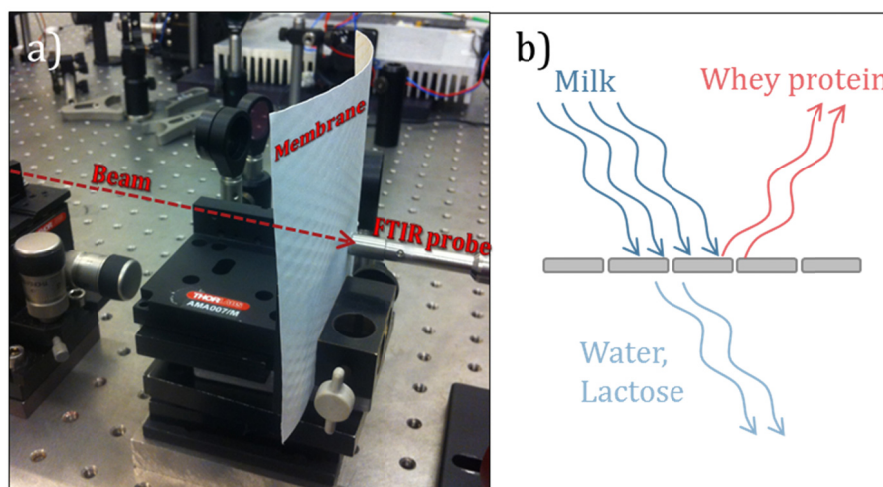 a)
Membrane
Beam
FTIR probe
THORLABS
AMA007/M
b)
Milk
Whey protein
Water,
Lactose